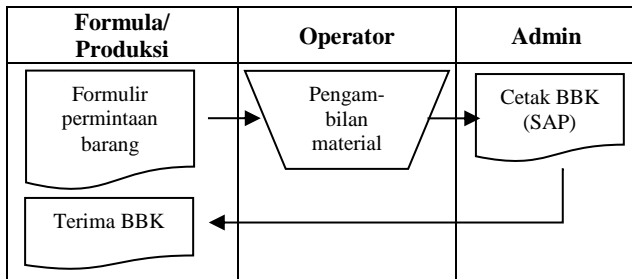 Formula/
Produksi
Operator
Admin
Formulir
permintaan
barang
Pengam-
bilan
material
Cetak BBK
(SAP)
Terima BBK